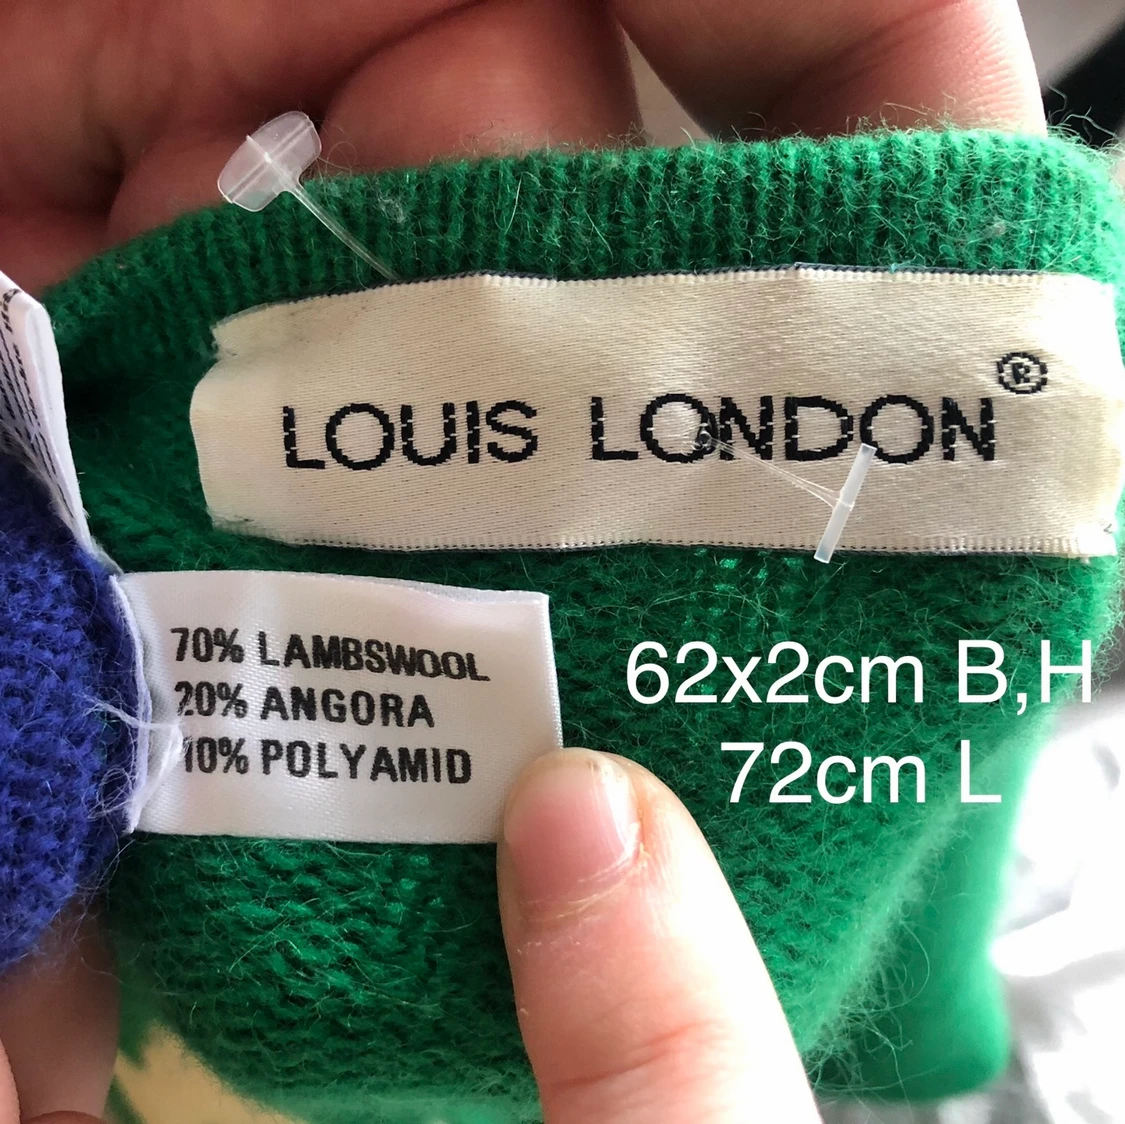 LOUIS LONDON®
70% LAMBSWOOL
20% ANGORA
10% POLYAMID
62x2cm B,H
72cm L